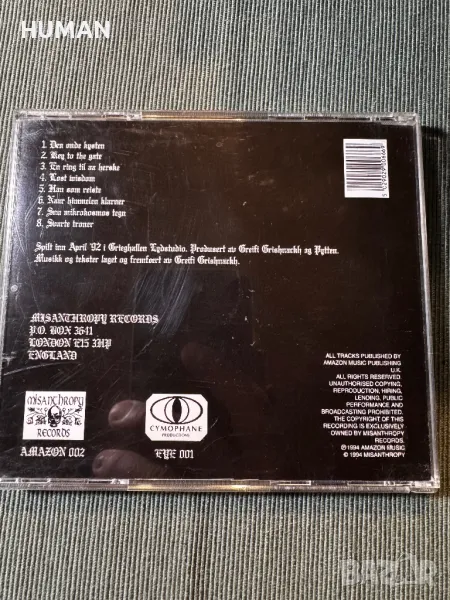 HUMAN
1 Den onde kysten
2 Key to the gate
3 En ring til aa herske
4 Lost wisdom
5 Han som reiste
6 Naar himmelen klarner
7 Snu mikrokosmos tegn
8 Svarte troner
Spilt inn April '92 i Grieghallen Lydstudio. Produsert av Greifi Grishnackh og Pytten.
Musikk og tekster laget og fremført av Greifi Grishnackh.
MISANTHROPY RECORDS
P.O. BOX 3641
LONDON E15 3HP
ENGLAND
ALL TRACKS PUBLISHED BY
AMAZON MUSIC PUBLISHING
U.K.
ALL RIGHTS RESERVED.
UNAUTHORISED COPYING,
REPRODUCTION, HIRING,
LENDING, PUBLIC
PERFORMANCE AND
BROADCASTING PROHIBITED.
THE COPYRIGHT OF THIS
RECORDING IS EXCLUSIVELY
OWNED BY MISANTHROPY
RECORDS.
℗ 1994 AMAZON MUSIC
© 1994 MISANTHROPY
misanthropy
RECORDS
CYMOPHANE
PRODUCTIONS
AMAZON 002
EYE 001
BAZAR